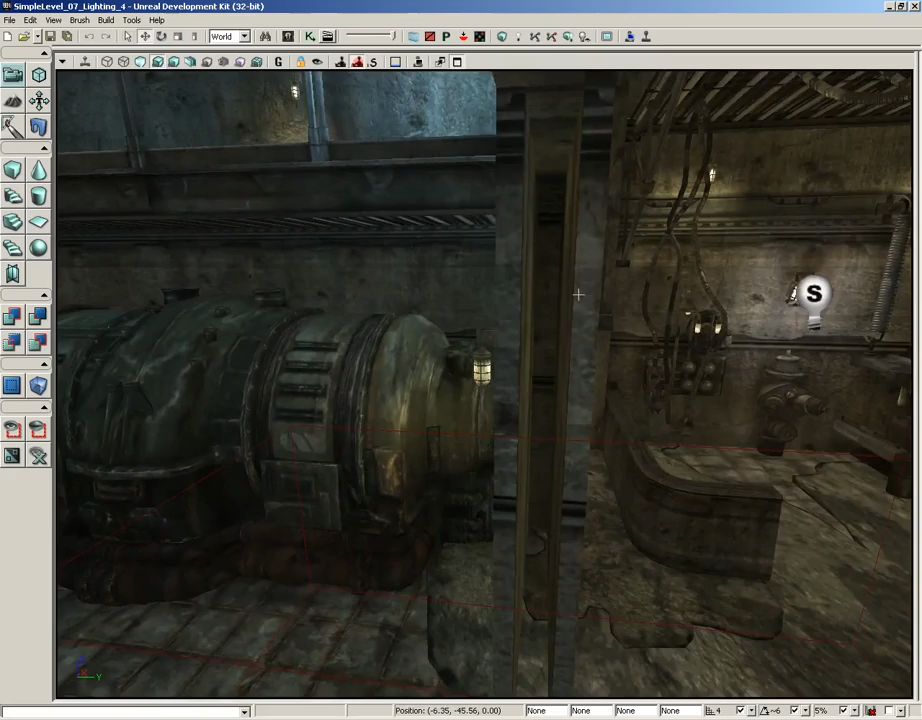 SimpleLevel_07_Lighting_4 - Unreal Development Kit (32-bit)
File Edit View Brush Build Tools Help
World
K
P
G
S
S
Y
Position: (-6.35, -45.56, 0.00)
None
None
None
None
4
~6
5%